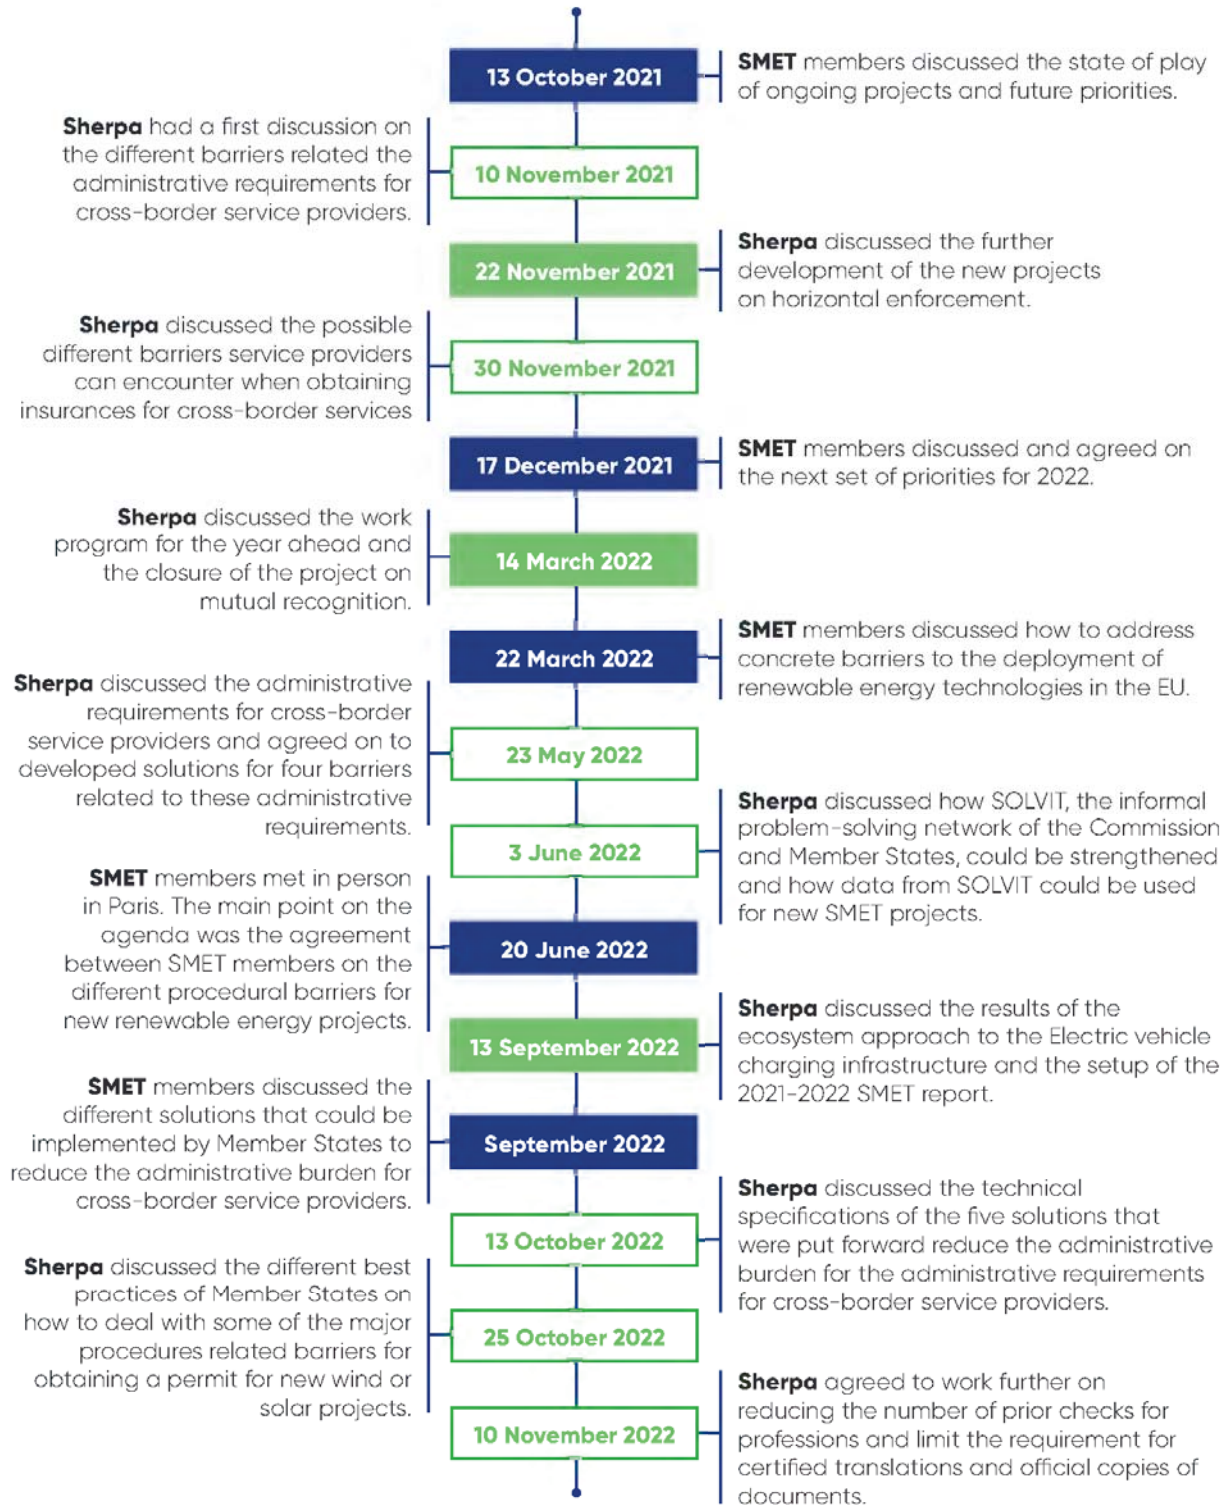 13 October 2021
SMET members discussed the state of play
of ongoing projects and future priorities.
Sherpa had a first discussion on
the different barriers related the
administrative requirements for
cross-border service providers.
10 November 2021
22 November 2021
Sherpa discussed the further
development of the new projects
on horizontal enforcement.
Sherpa discussed the possible
different barriers service providers
can encounter when obtaining
insurances for cross-border services
30 November 2021
17 December 2021
SMET members discussed and agreed on
the next set of priorities for 2022.
Sherpa discussed the work
program for the year ahead and
the closure of the project on
mutual recognition.
14 March 2022
22 March 2022
SMET members discussed how to address
concrete barriers to the deployment of
renewable energy technologies in the EU.
Sherpa discussed the administrative
requirements for cross-border
service providers and agreed on to
developed solutions for four barriers
related to these administrative
requirements.
23 May 2022
3 June 2022
Sherpa discussed how SOLVIT, the informal
problem-solving network of the Commission
and Member States, could be strengthened
and how data from SOLVIT could be used
for new SMET projects.
SMET members met in person
in Paris. The main point on the
agenda was the agreement
between SMET members on the
different procedural barriers for
new renewable energy projects.
20 June 2022
13 September 2022
Sherpa discussed the results of the
ecosystem approach to the Electric vehicle
charging infrastructure and the setup of the
2021-2022 SMET report.
SMET members discussed the
different solutions that could be
implemented by Member States to
reduce the administrative burden for
cross-border service providers.
September 2022
13 October 2022
Sherpa discussed the technical
specifications of the five solutions that
were put forward reduce the administrative
burden for the administrative requirements
for cross-border service providers.
Sherpa discussed the different best
practices of Member States on
how to deal with some of the major
procedures related barriers for
obtaining a permit for new wind or
solar projects.
25 October 2022
10 November 2022
Sherpa agreed to work further on
reducing the number of prior checks for
professions and limit the requirement for
certified translations and official copies of
documents.